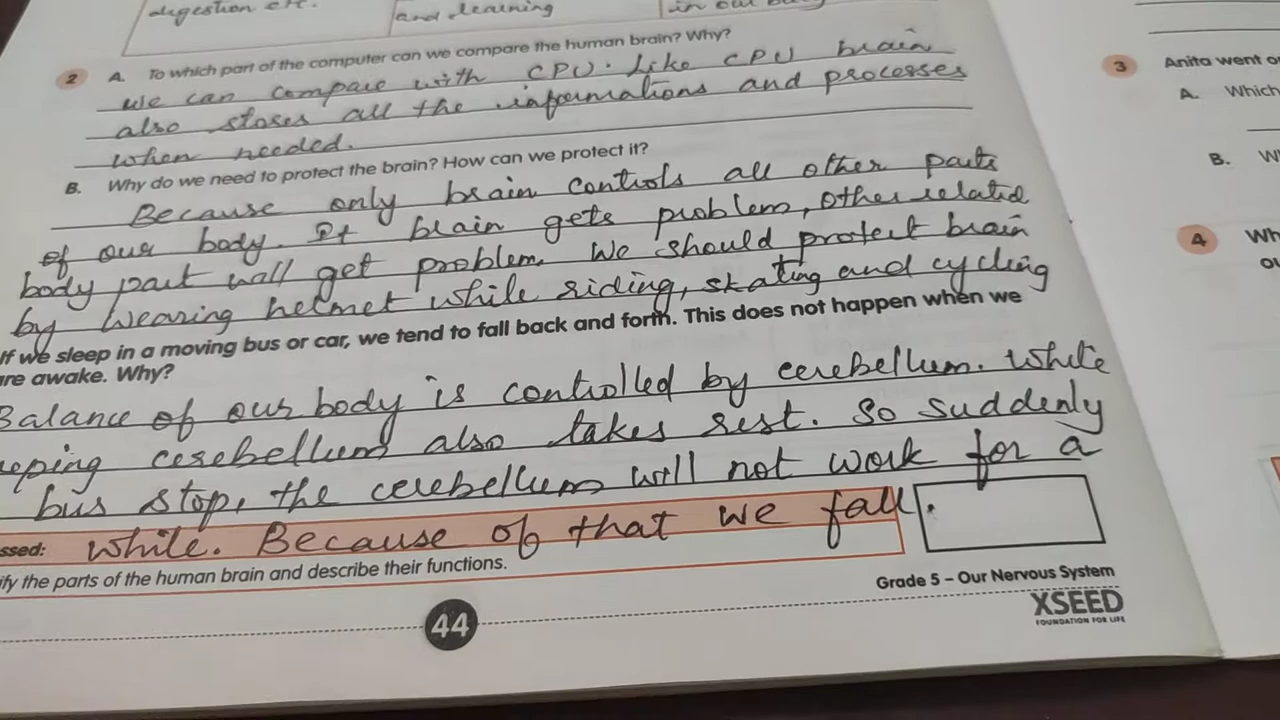 digestion etc.
and learning
in our body
2 A. To which part of the computer can we compare the human brain? Why?
We can compare with CPU. Like CPU brain
also stores all the informations and processes
when needed.
B. Why do we need to protect the brain? How can we protect it?
Because only brain controls all other parts
of our body. If brain gets problem, other related
body part will get problem. We should protect brain
by wearing helmet while riding, skating and cycling
If we sleep in a moving bus or car, we tend to fall back and forth. This does not happen when we
are awake. Why?
Balance of our body is controlled by cerebellum. While
eeping cerebellum also takes rest. So suddenly
bus stop, the cerebellum will not work for a
ssed: while. Because of that we fall.
ify the parts of the human brain and describe their functions.
Grade 5 – Our Nervous System
XSEED
FOUNDATION FOR LIFE
44
3 Anita went o
A. Which
B. W
4 Wh
ou